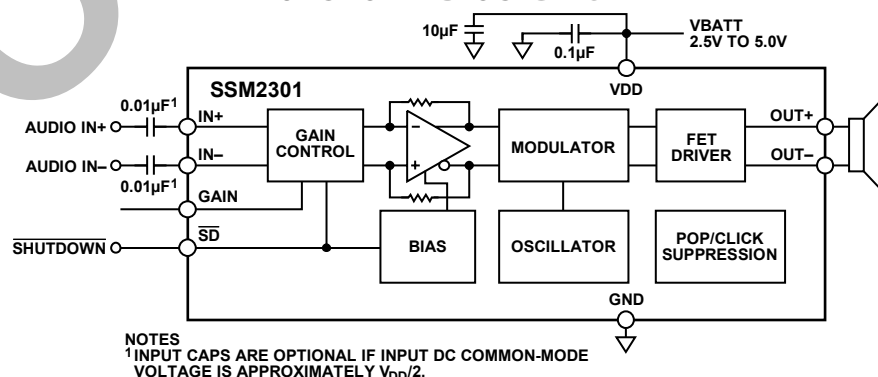 10µF
0.1µF
VBATT
2.5V TO 5.0V
VDD
SSM2301
0.01µF1
AUDIO IN+
IN+
GAIN
CONTROL
MODULATOR
FET
DRIVER
OUT+
AUDIO IN–
IN–
OUT–
0.01µF1
GAIN
SHUTDOWN
SD
BIAS
OSCILLATOR
POP/CLICK
SUPPRESSION
GND
NOTES
1 INPUT CAPS ARE OPTIONAL IF INPUT DC COMMON-MODE
VOLTAGE IS APPROXIMATELY VDD/2.